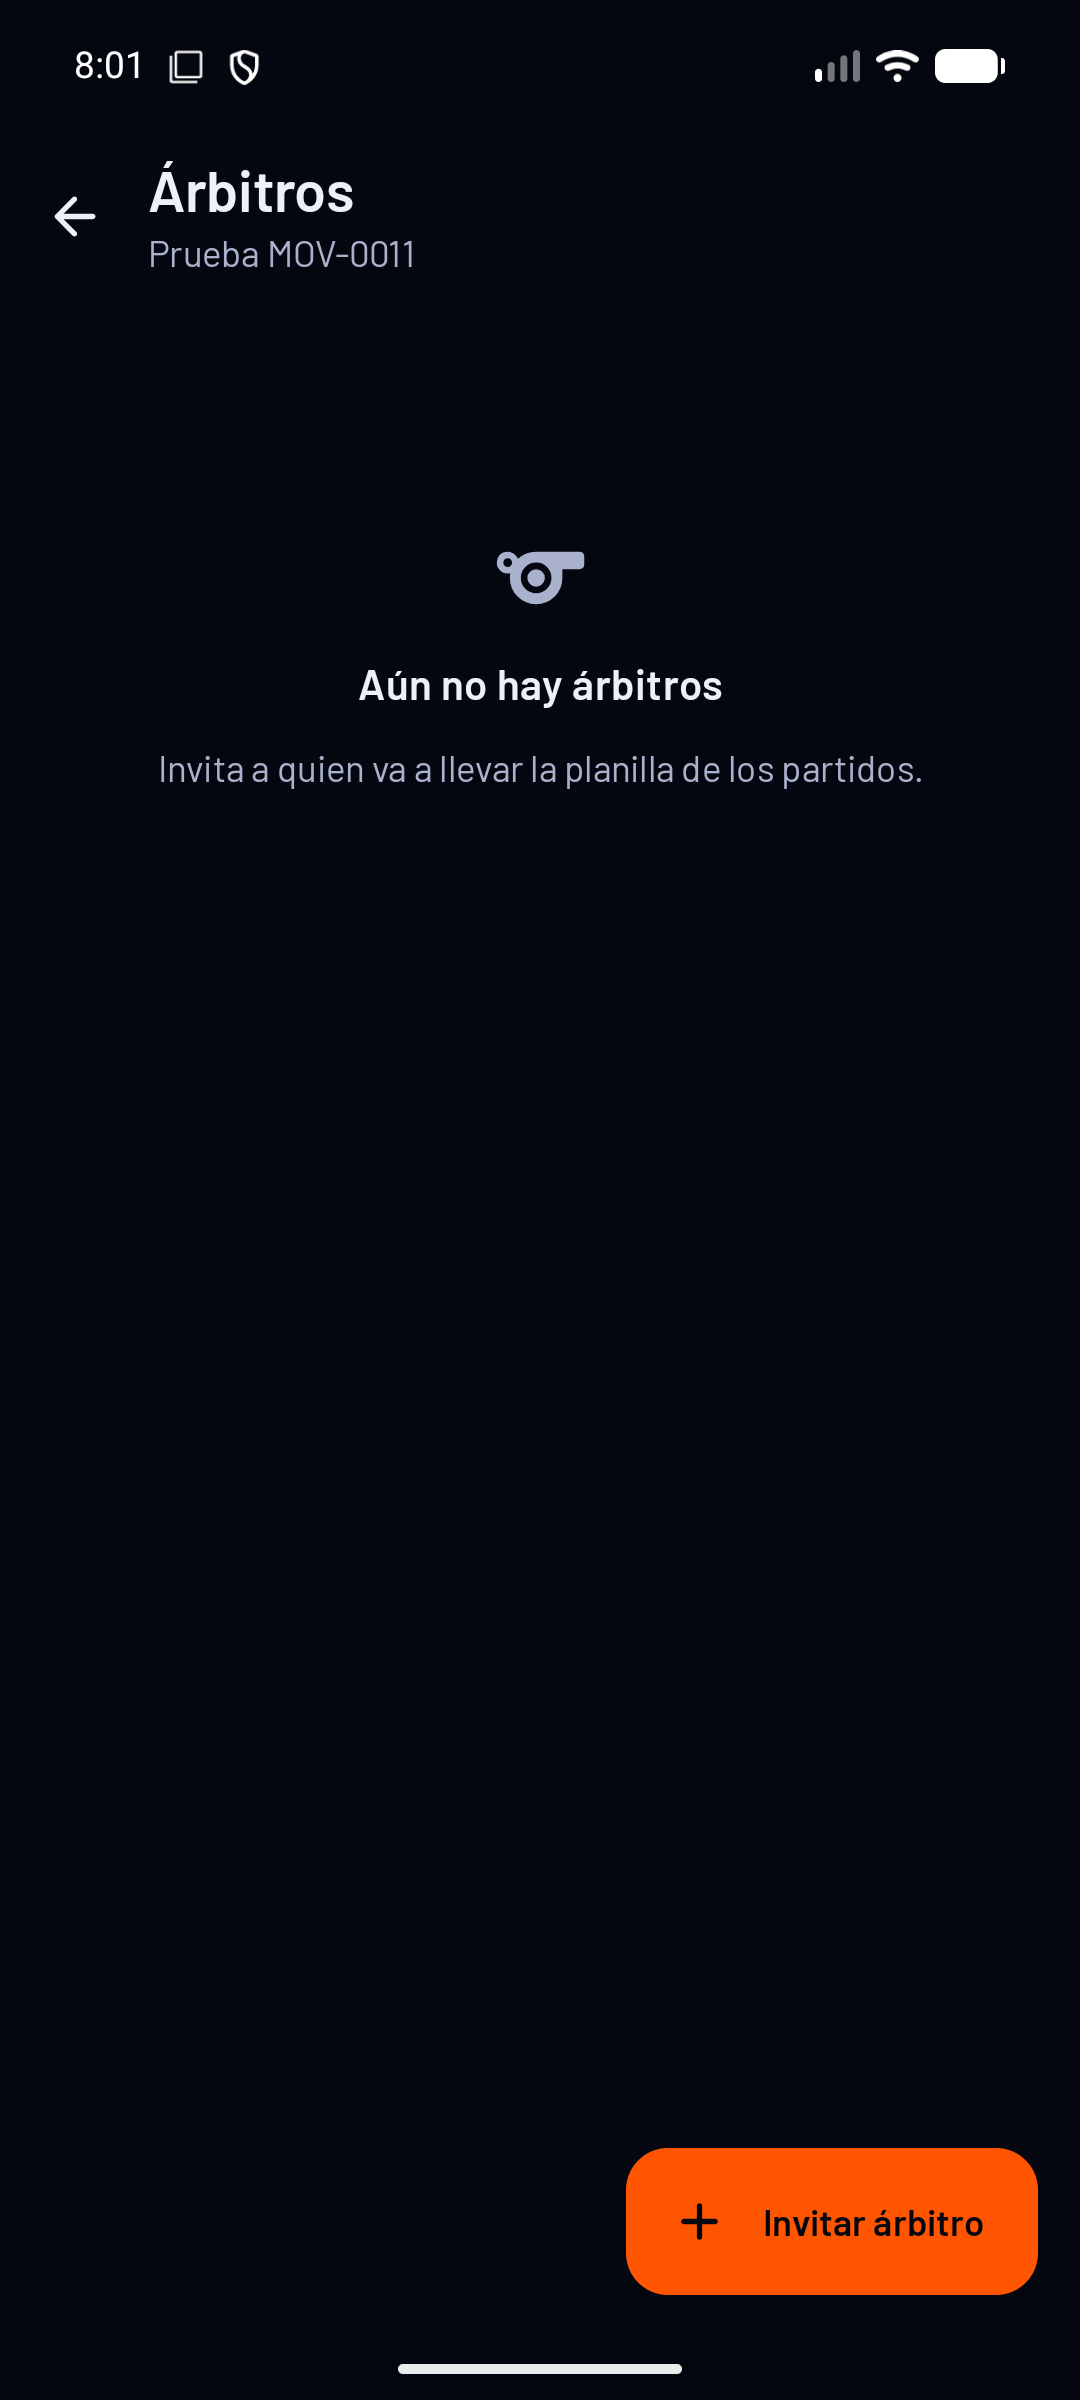 8:01
Árbitros
Prueba MOV-0011
Aún no hay árbitros
Invita a quien va a llevar la planilla de los partidos.
Invitar árbitro